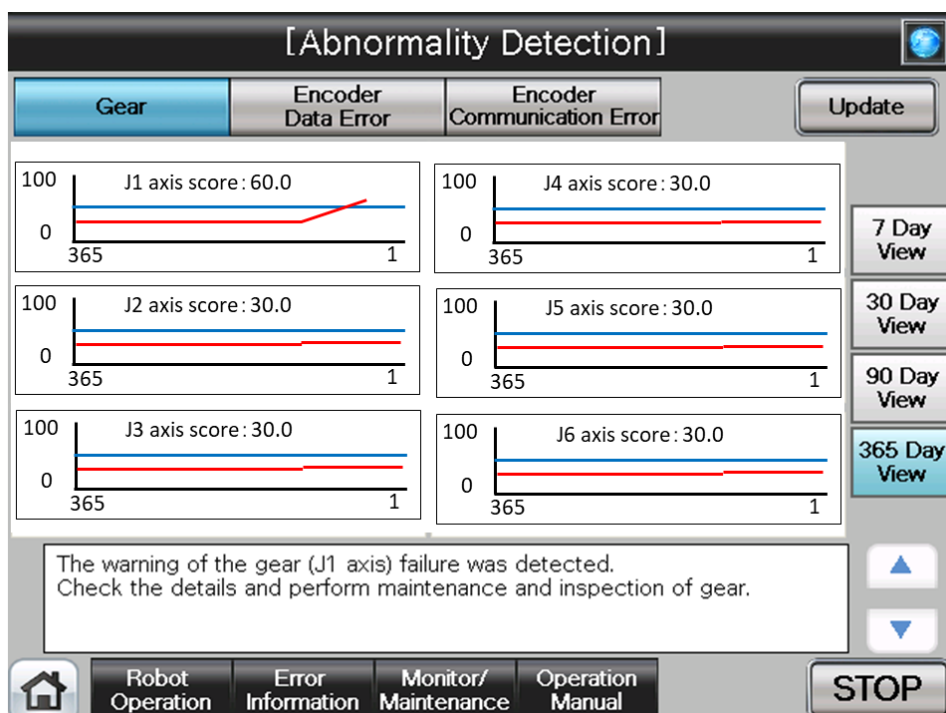 [Abnormality Detection]
Gear
Encoder
Data Error
Encoder
Communication Error
Update
100
J1 axis score: 60.0
0
365
1
100
J4 axis score: 30.0
0
365
1
7 Day
View
100
J2 axis score: 30.0
0
365
1
100
J5 axis score: 30.0
0
365
1
30 Day
View
90 Day
View
100
J3 axis score: 30.0
0
365
1
100
J6 axis score: 30.0
0
365
1
365 Day
View
The warning of the gear (J1 axis) failure was detected.
Check the details and perform maintenance and inspection of gear.
Robot
Operation
Error
Information
Monitor/
Maintenance
Operation
Manual
STOP